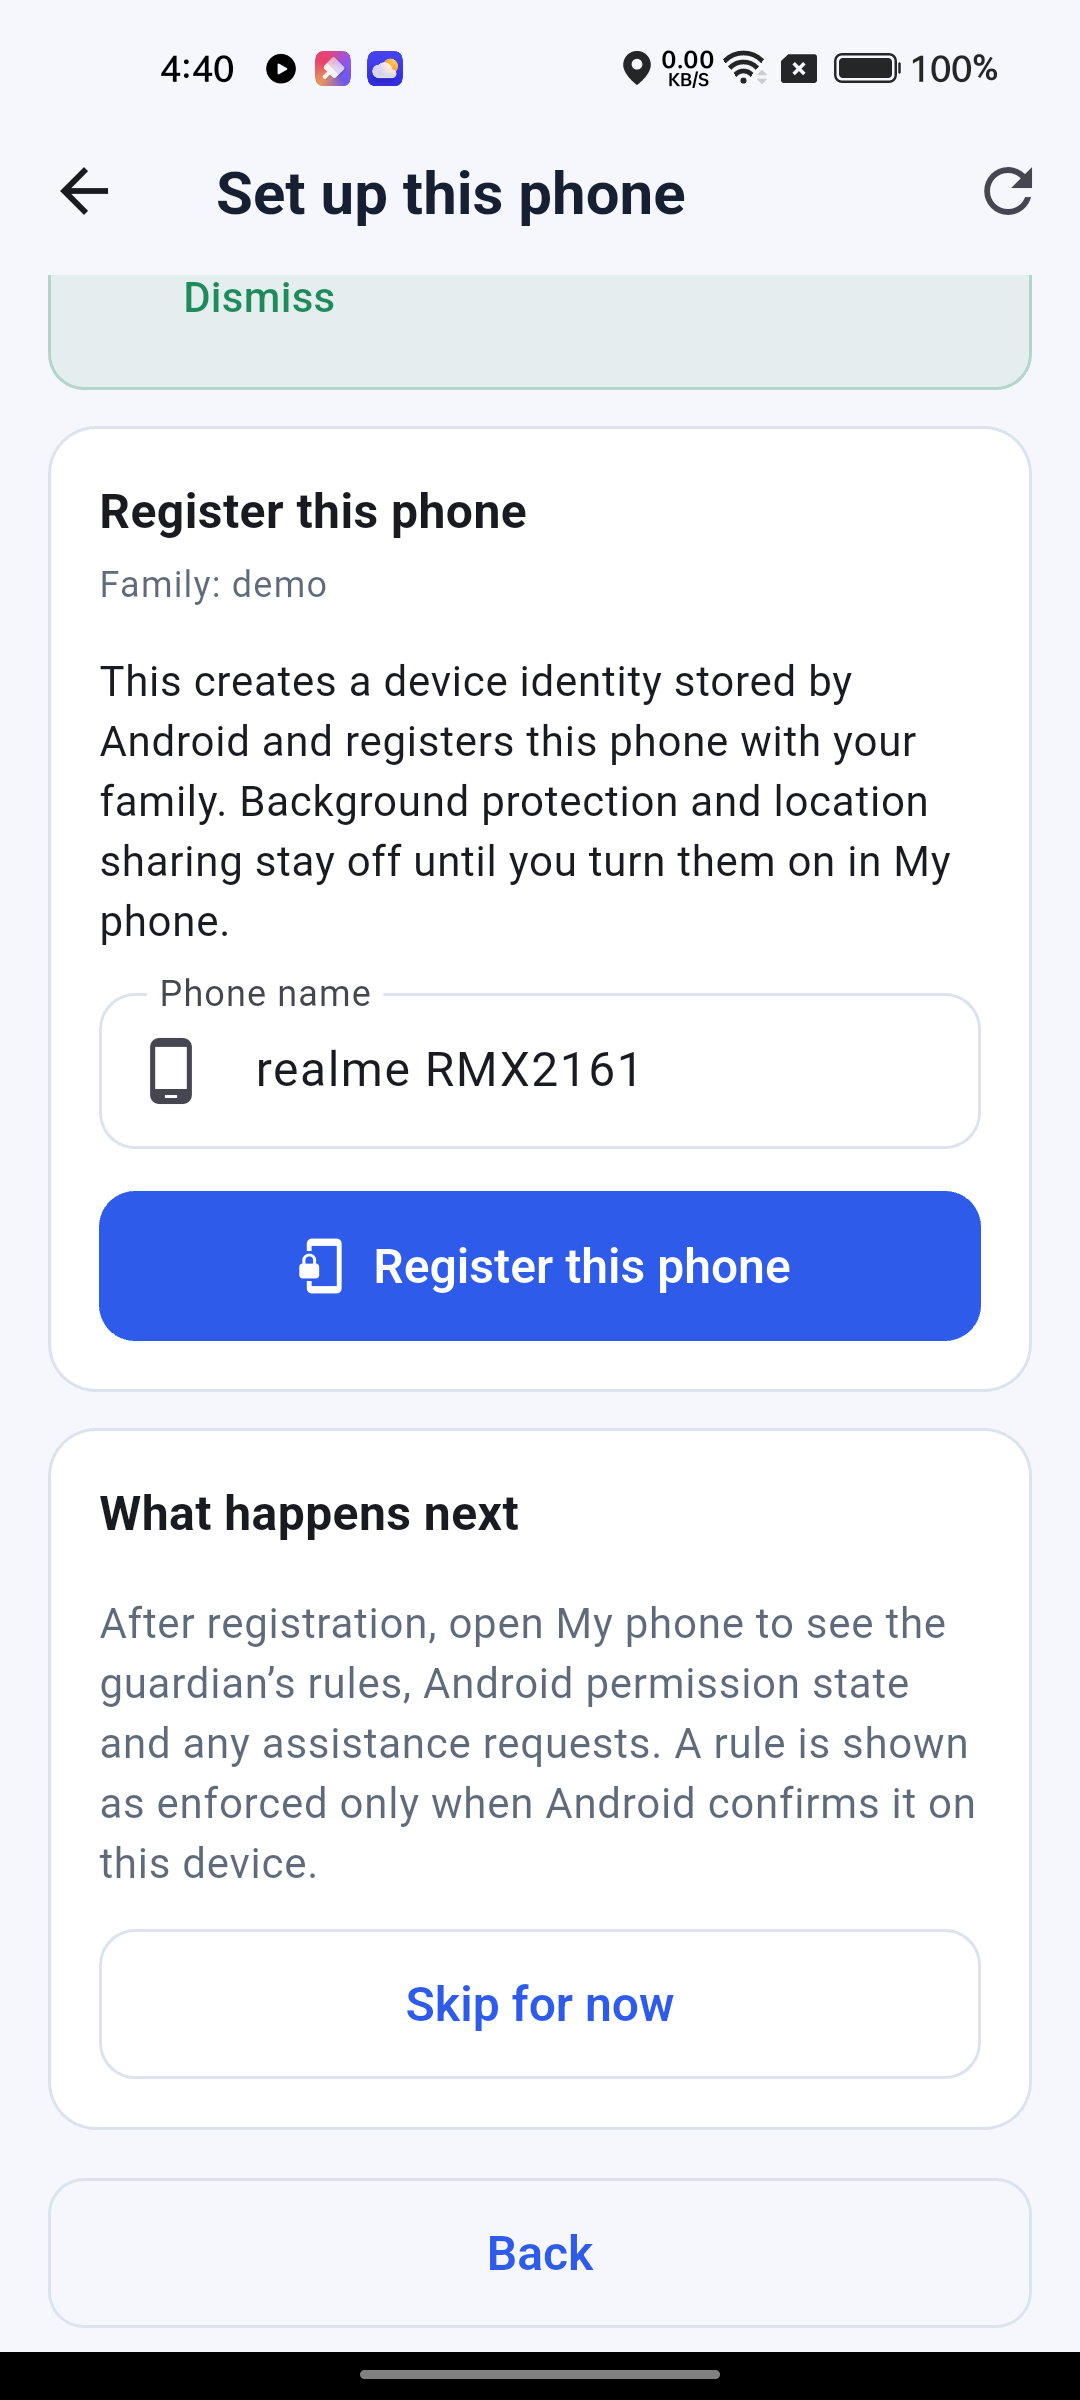 4:40
0.00
KB/S
100%
Set up this phone
Dismiss
Register this phone
Family: demo
This creates a device identity stored by
Android and registers this phone with your
family. Background protection and location
sharing stay off until you turn them on in My
phone.
Phone name
realme RMX2161
Register this phone
What happens next
After registration, open My phone to see the
guardian’s rules, Android permission state
and any assistance requests. A rule is shown
as enforced only when Android confirms it on
this device.
Skip for now
Back